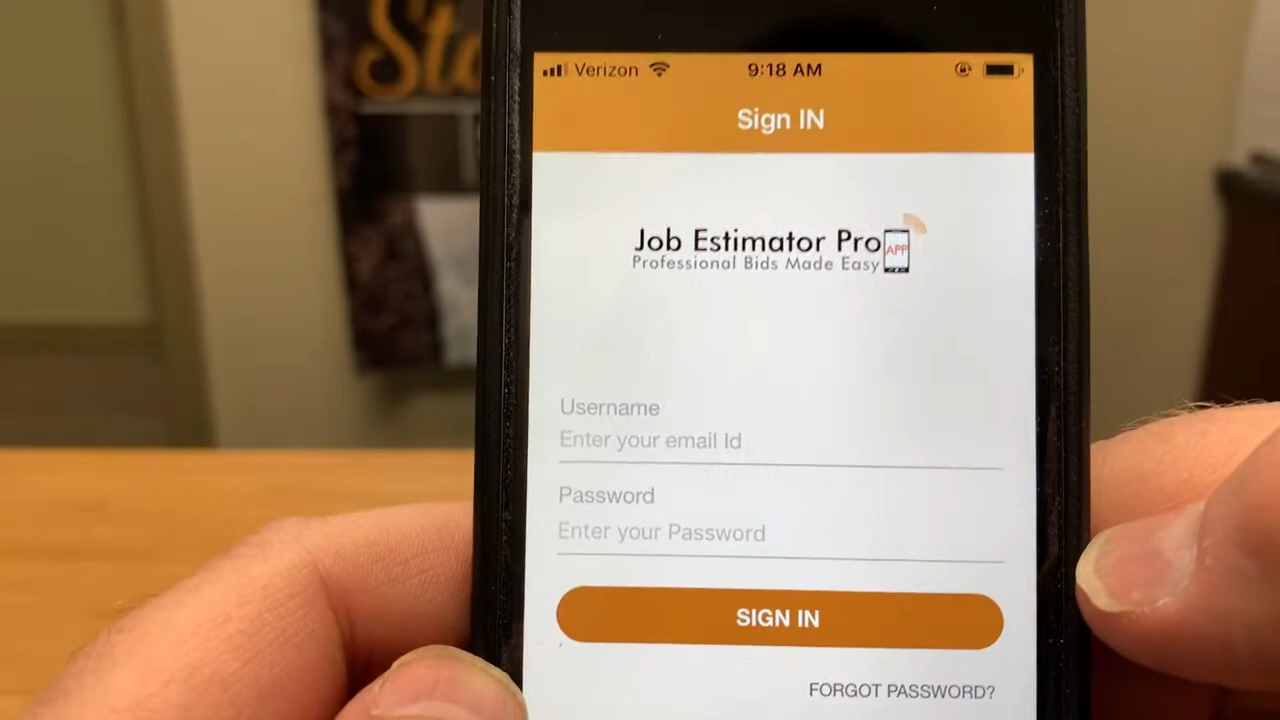 Verizon 9:18 AM
Sign IN
Job Estimator Pro
APP
Professional Bids Made Easy
Username
Enter your email Id
Password
Enter your Password
SIGN IN
FORGOT PASSWORD?